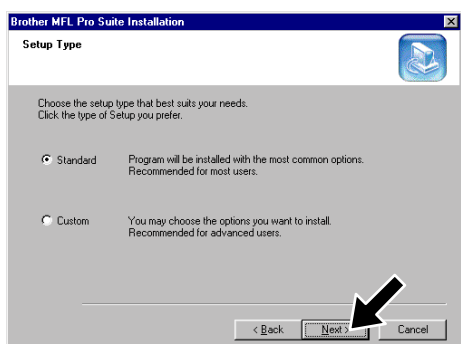 Brother MFL Pro Suite Installation
Setup Type
Choose the setup type that best suits your needs.
Click the type of Setup you prefer.
Standard Program will be installed with the most common options.
Recommended for most users.
Custom You may choose the options you want to install.
Recommended for advanced users.
< Back Next > Cancel